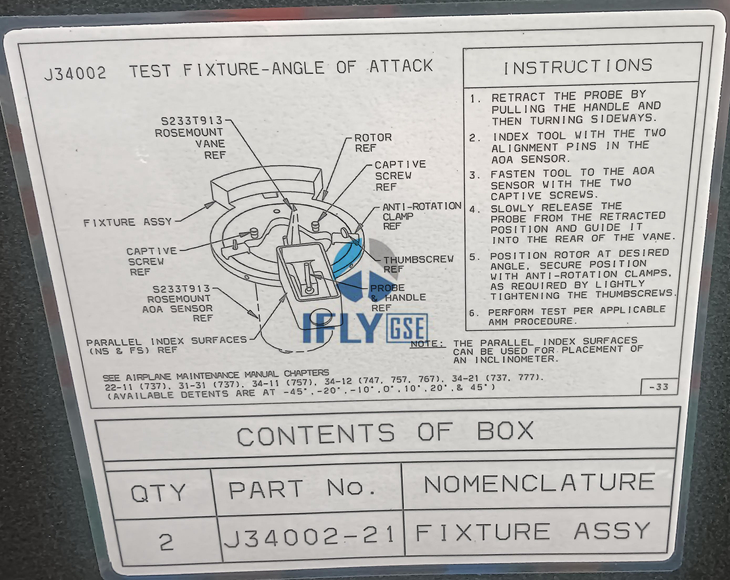 J34002 TEST FIXTURE-ANGLE OF ATTACK
S233T913
ROSEMOUNT
VANE
REF
ROTOR
REF
CAPTIVE
SCREW
REF
ANTI-ROTATION
CLAMP
REF
FIXTURE ASSY
CAPTIVE
SCREW
REF
THUMBSCREW
REF
S233T913
ROSEMOUNT
AOA SENSOR
REF
PROBE
& HANDLE
REF
IFLY GSE
PARALLEL INDEX SURFACES
(NS & FS) REF
NOTE: THE PARALLEL INDEX SURFACES
CAN BE USED FOR PLACEMENT OF
AN INCLINOMETER.
SEE AIRPLANE MAINTENANCE MANUAL CHAPTERS
22-11 (737), 31-31 (737), 34-11 (757), 34-12 (747, 757, 767), 34-21 (737, 777).
(AVAILABLE DETENTS ARE AT -45°,-20°,-10°,0°,10°,20°,& 45°)
-33
INSTRUCTIONS
1. RETRACT THE PROBE BY
PULLING THE HANDLE AND
THEN TURNING SIDEWAYS.
2. INDEX TOOL WITH THE TWO
ALIGNMENT PINS IN THE
AOA SENSOR.
3. FASTEN TOOL TO THE AOA
SENSOR WITH THE TWO
CAPTIVE SCREWS.
4. SLOWLY RELEASE THE
PROBE FROM THE RETRACTED
POSITION AND GUIDE IT
INTO THE REAR OF THE VANE.
5. POSITION ROTOR AT DESIRED
ANGLE, SECURE POSITION
WITH ANTI-ROTATION CLAMPS,
AS REQUIRED BY LIGHTLY
TIGHTENING THE THUMBSCREWS.
6. PERFORM TEST PER APPLICABLE
AMM PROCEDURE.
CONTENTS OF BOX
QTY PART No. NOMENCLATURE
2 J34002-21 FIXTURE ASSY